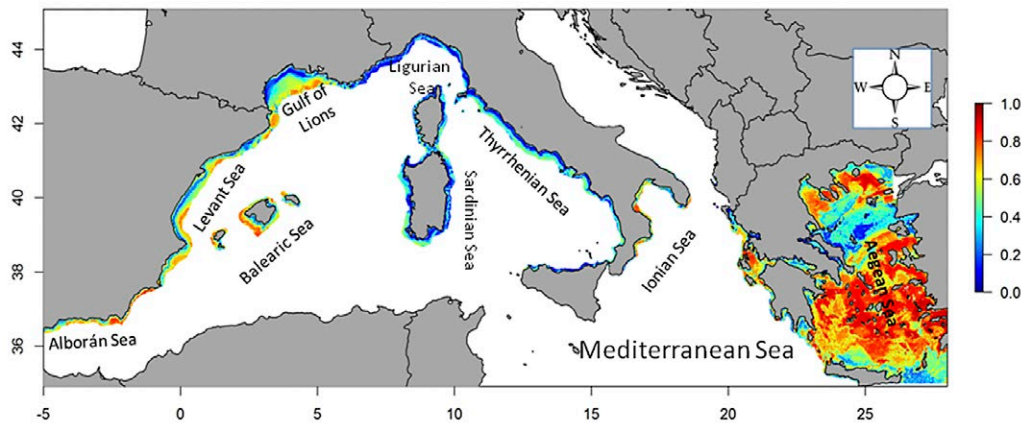 44
42
40
38
36
-5
0
5
10
15
20
25
Ligurian
Sea
Gulf of
Lions
Levant Sea
Balearic Sea
Alborán Sea
Thyrrhenian Sea
Sardinian Sea
Ionian Sea
Aegean Sea
Mediterranean Sea
N
W
E
S
1.0
0.8
0.6
0.4
0.2
0.0